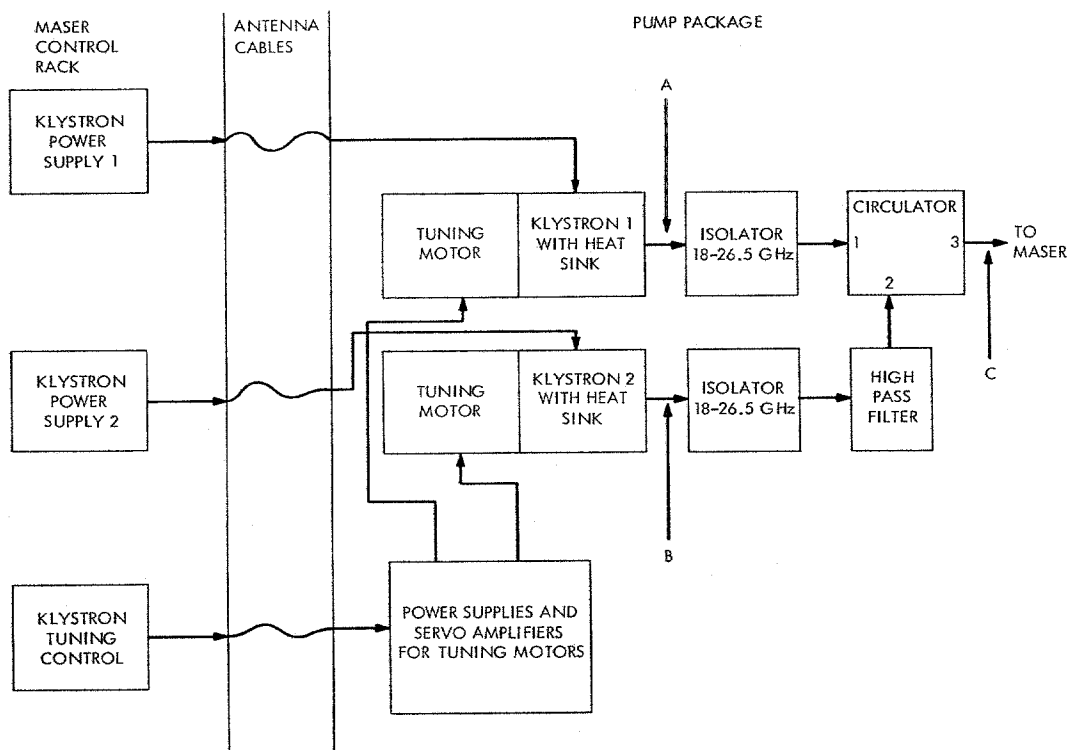 MASER
CONTROL
RACK
ANTENNA
CABLES
PUMP PACKAGE
KLYSTRON
POWER
SUPPLY 1
A
TUNING
MOTOR
KLYSTRON 1
WITH HEAT
SINK
ISOLATOR
18-26.5 GHz
CIRCULATOR
1
3
2
TO
MASER
KLYSTRON
POWER
SUPPLY 2
TUNING
MOTOR
KLYSTRON 2
WITH HEAT
SINK
ISOLATOR
18-26.5 GHz
HIGH
PASS
FILTER
C
B
KLYSTRON
TUNING
CONTROL
POWER SUPPLIES AND
SERVO AMPLIFIERS
FOR TUNING MOTORS